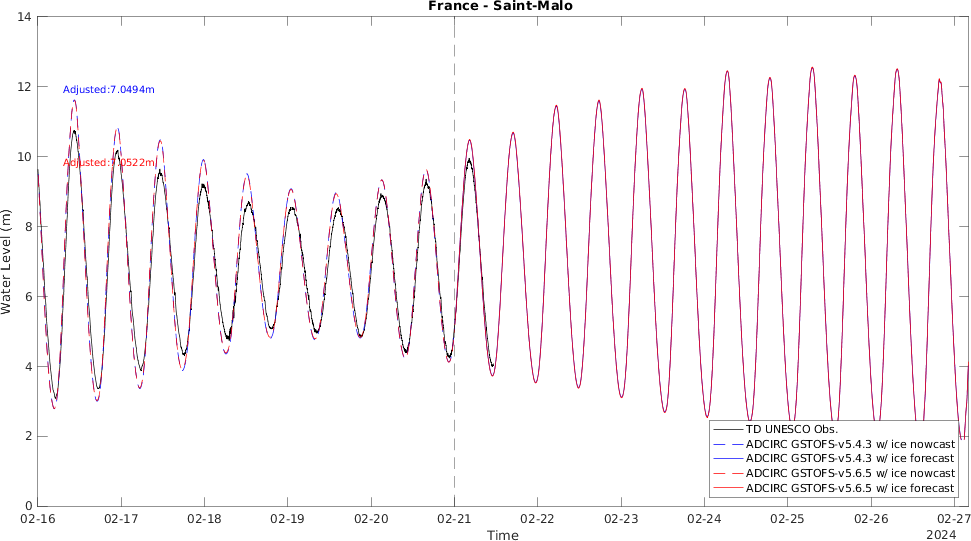 France - Saint-Malo
14
12
10
8
6
4
2
0
Water Level (m)
Adjusted:7.0494m
Adjusted:7.0522m
TD UNESCO Obs.
ADCIRC GSTOFS-v5.4.3 w/ ice nowcast
ADCIRC GSTOFS-v5.4.3 w/ ice forecast
ADCIRC GSTOFS-v5.6.5 w/ ice nowcast
ADCIRC GSTOFS-v5.6.5 w/ ice forecast
02-16 02-17 02-18 02-19 02-20 02-21 02-22 02-23 02-24 02-25 02-26 02-27
Time
2024